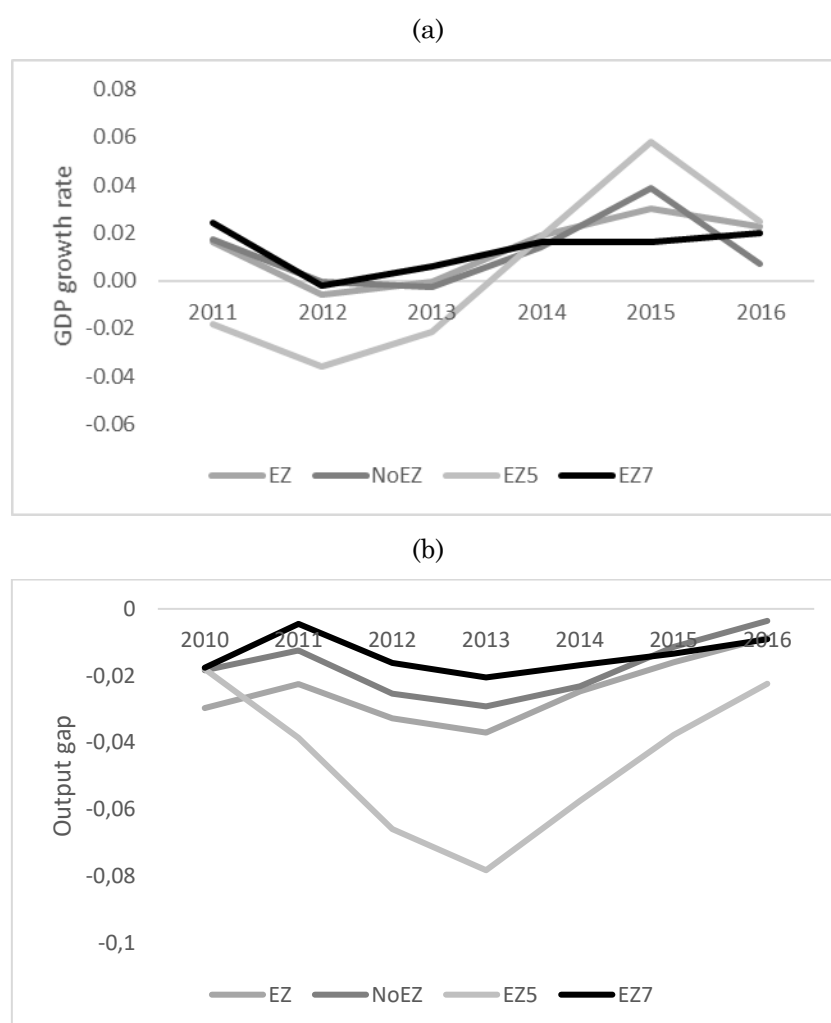 (a)
0.08
0.06
0.04
0.02
0.00
-0.02
-0.04
-0.06
GDP growth rate
2011 2012 2013 2014 2015 2016
EZ NoEZ EZ5 EZ7
(b)
0
-0,02
-0,04
-0,06
-0,08
-0,1
Output gap
2010 2011 2012 2013 2014 2015 2016
EZ NoEZ EZ5 EZ7